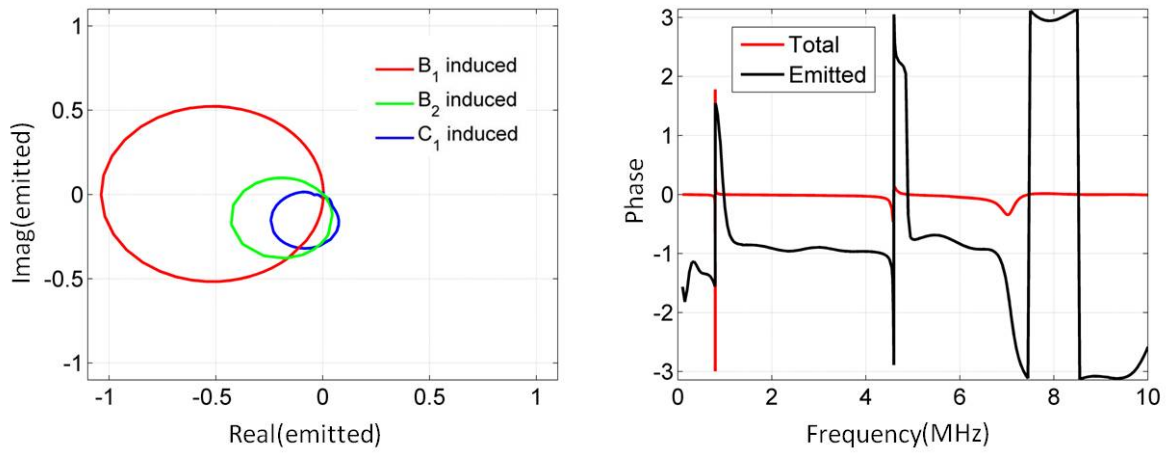 1
0.5
0
-0.5
-1
-1
-0.5
0
0.5
1
Imag(emitted)
Real(emitted)
B1 induced
B2 induced
C1 induced
3
2
1
0
-1
-2
-3
0
2
4
6
8
10
Phase
Frequency(MHz)
Total
Emitted